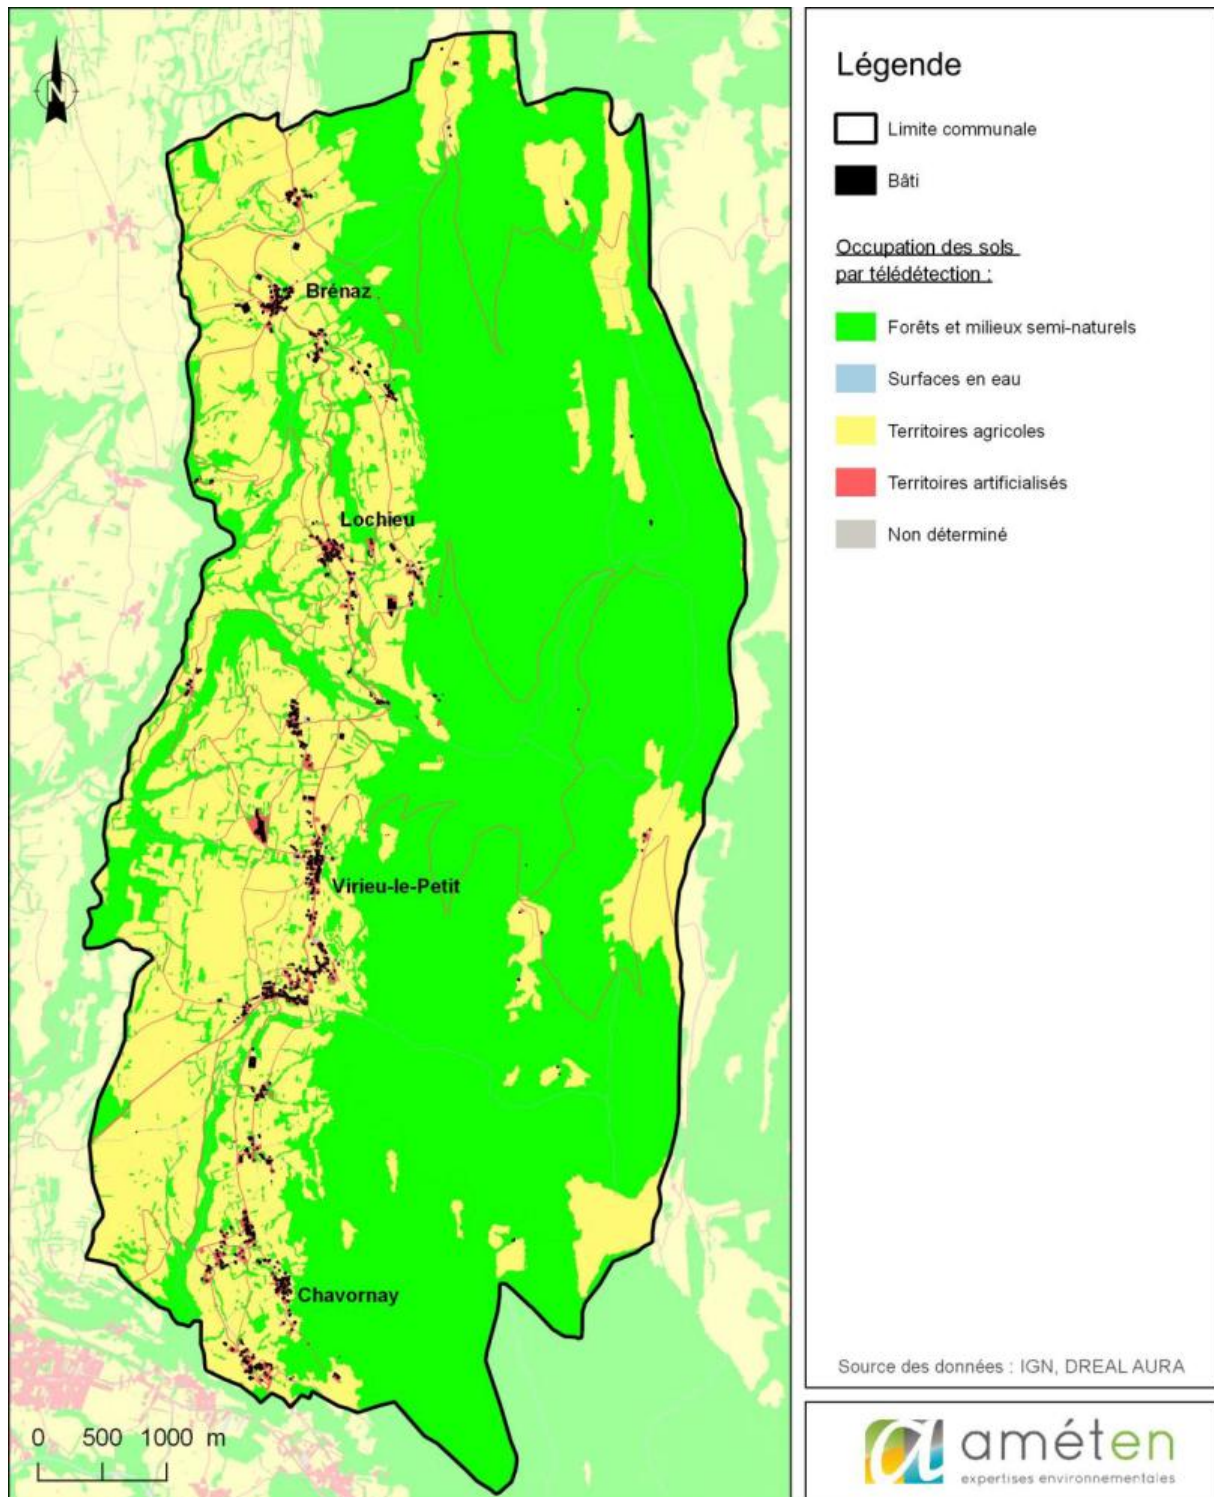 N
Brénaz
Lochieu
Virieu-le-Petit
Chavornay
0 500 1000 m
Légende
Limite communale
Bâti
Occupation des sols
par télédétection :
Forêts et milieux semi-naturels
Surfaces en eau
Territoires agricoles
Territoires artificialisés
Non déterminé
Source des données : IGN, DREAL AURA
a améten
expertises environnementales